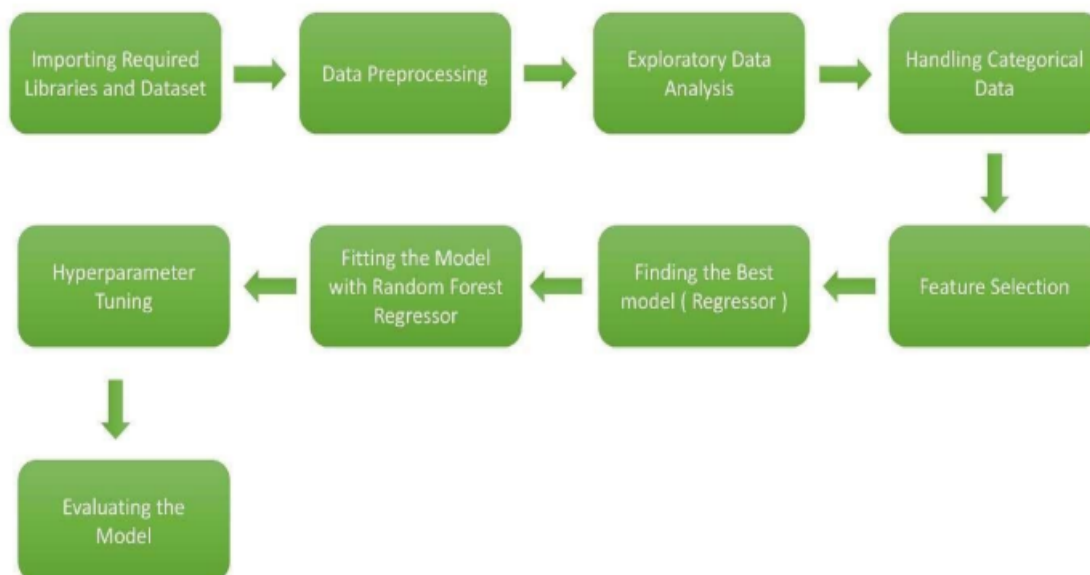 Importing Required
Libraries and Dataset
Data Preprocessing
Exploratory Data
Analysis
Handling Categorical
Data
Feature Selection
Finding the Best
model ( Regressor )
Fitting the Model
with Random Forest
Regressor
Hyperparameter
Tuning
Evaluating the
Model